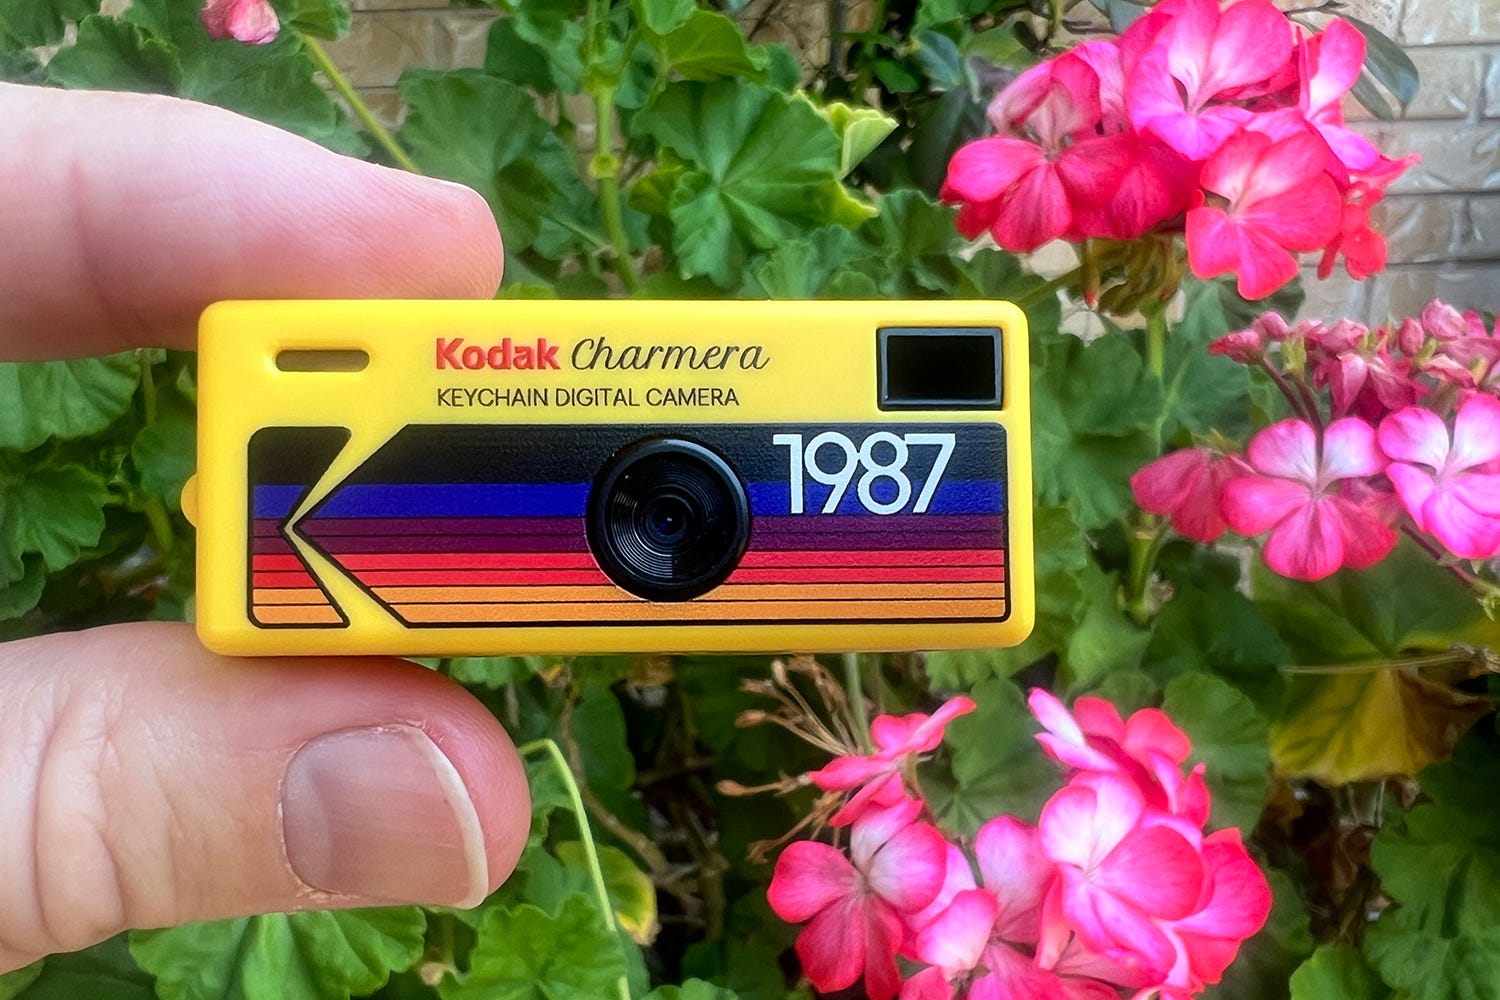 Kodak Charmera
KEYCHAIN DIGITAL CAMERA
1987